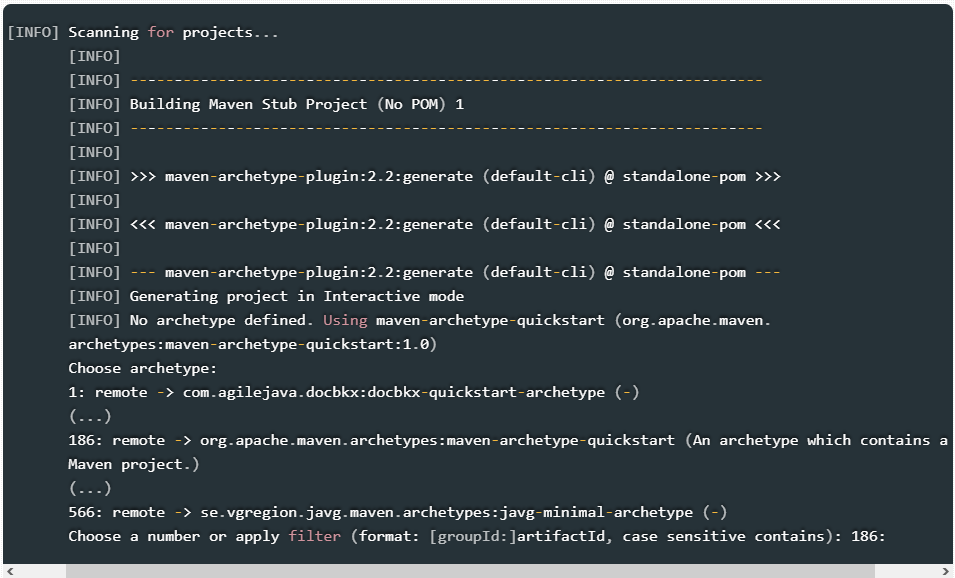 [INFO] Scanning for projects...
[INFO]
[INFO] ------------------------------------------------------------------------
[INFO] Building Maven Stub Project (No POM) 1
[INFO] ------------------------------------------------------------------------
[INFO]
[INFO] >>> maven-archetype-plugin:2.2:generate (default-cli) @ standalone-pom >>>
[INFO]
[INFO] <<< maven-archetype-plugin:2.2:generate (default-cli) @ standalone-pom <<<
[INFO]
[INFO] --- maven-archetype-plugin:2.2:generate (default-cli) @ standalone-pom ---
[INFO] Generating project in Interactive mode
[INFO] No archetype defined. Using maven-archetype-quickstart (org.apache.maven.
archetypes:maven-archetype-quickstart:1.0)
Choose archetype:
1: remote -> com.agilejava.docbkx:docbkx-quickstart-archetype (-)
(...)
186: remote -> org.apache.maven.archetypes:maven-archetype-quickstart (An archetype which contains a
Maven project.)
(...)
566: remote -> se.vgregion.javg.maven.archetypes:javg-minimal-archetype (-)
Choose a number or apply filter (format: [groupId:]artifactId, case sensitive contains): 186: